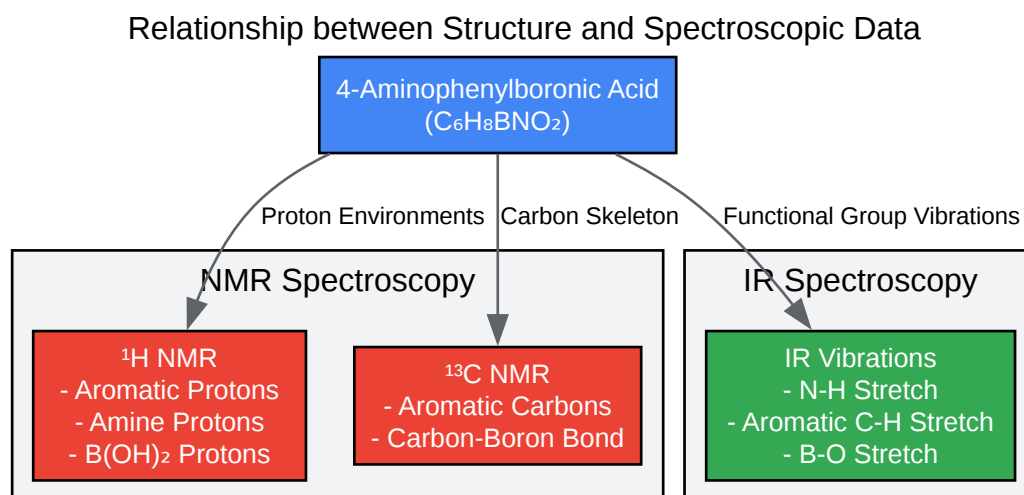 Relationship between Structure and Spectroscopic Data
4-Aminophenylboronic Acid
(C₆H₈BNO₂)
Proton Environments
Carbon Skeleton
Functional Group Vibrations
NMR Spectroscopy
IR Spectroscopy
¹H NMR
- Aromatic Protons
- Amine Protons
- B(OH)₂ Protons
¹³C NMR
- Aromatic Carbons
- Carbon-Boron Bond
IR Vibrations
- N-H Stretch
- Aromatic C-H Stretch
- B-O Stretch